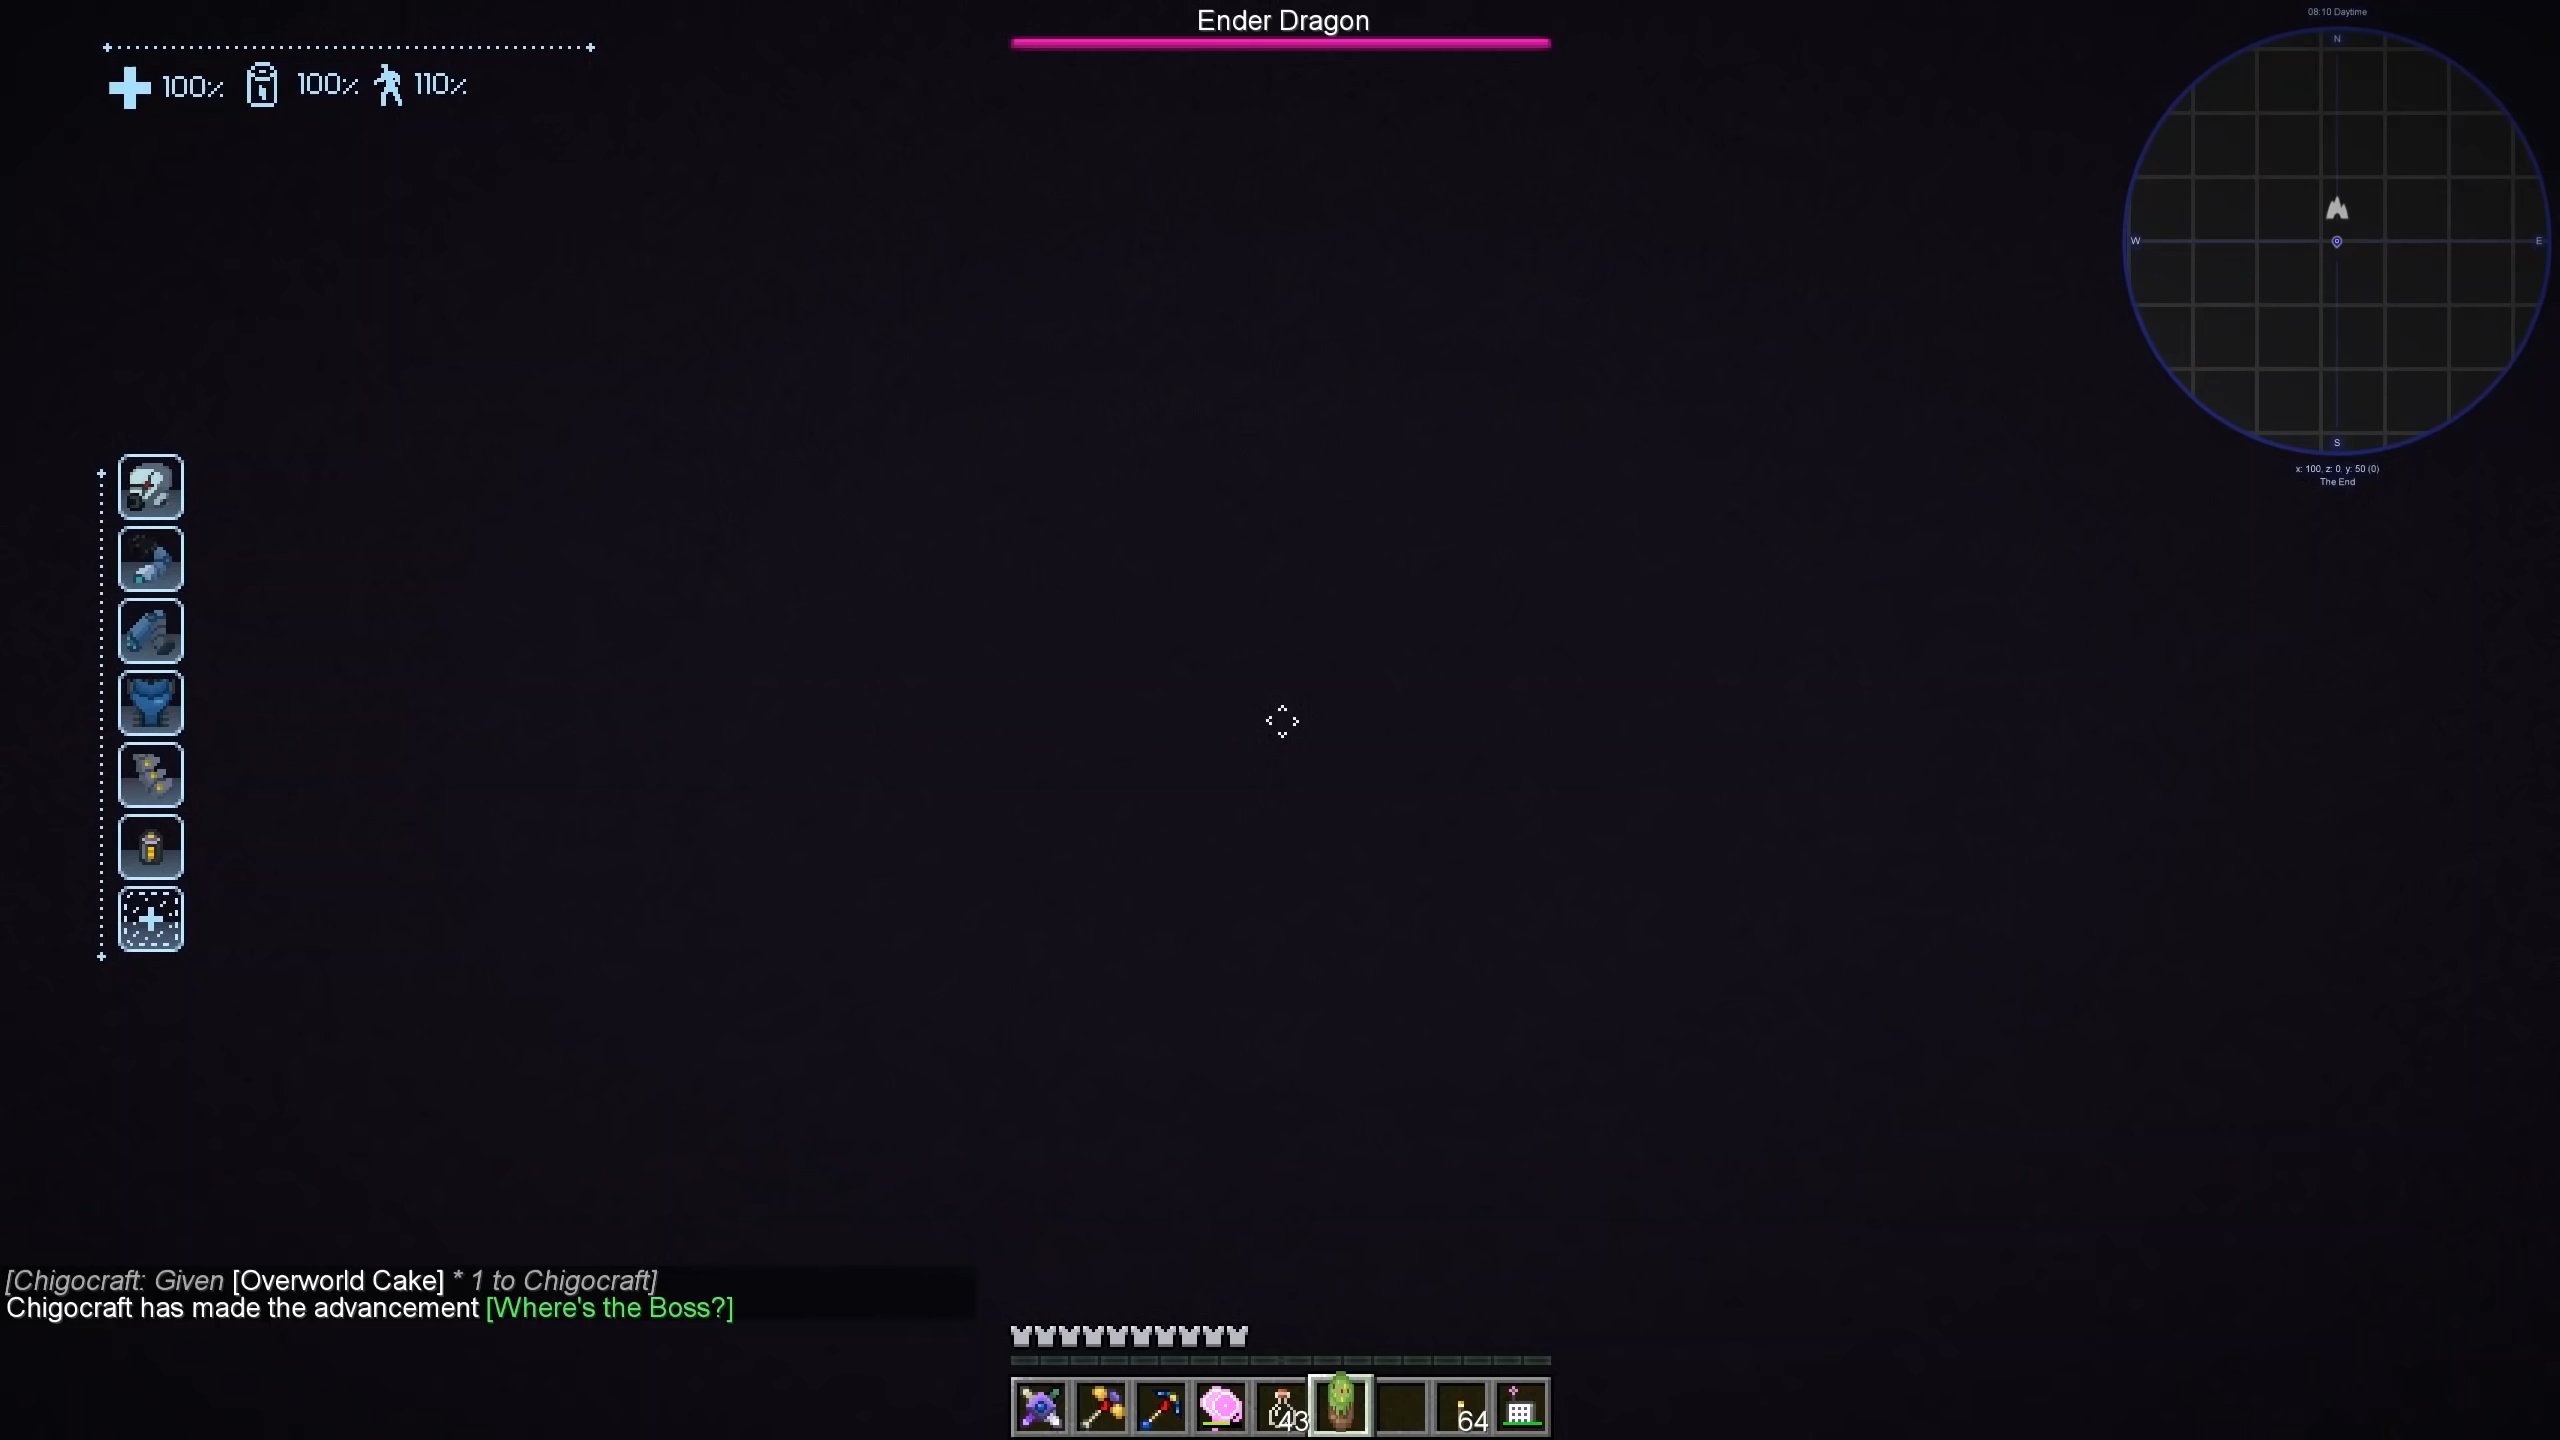 Ender Dragon
08:10 Daytime
N
100% 100% 110%
W
E
S
x: 100, z: 0, y: 50 (0)
The End
[Chigocraft: Given [Overworld Cake] * 1 to Chigocraft]
Chigocraft has made the advancement [Where's the Boss?]
43
64